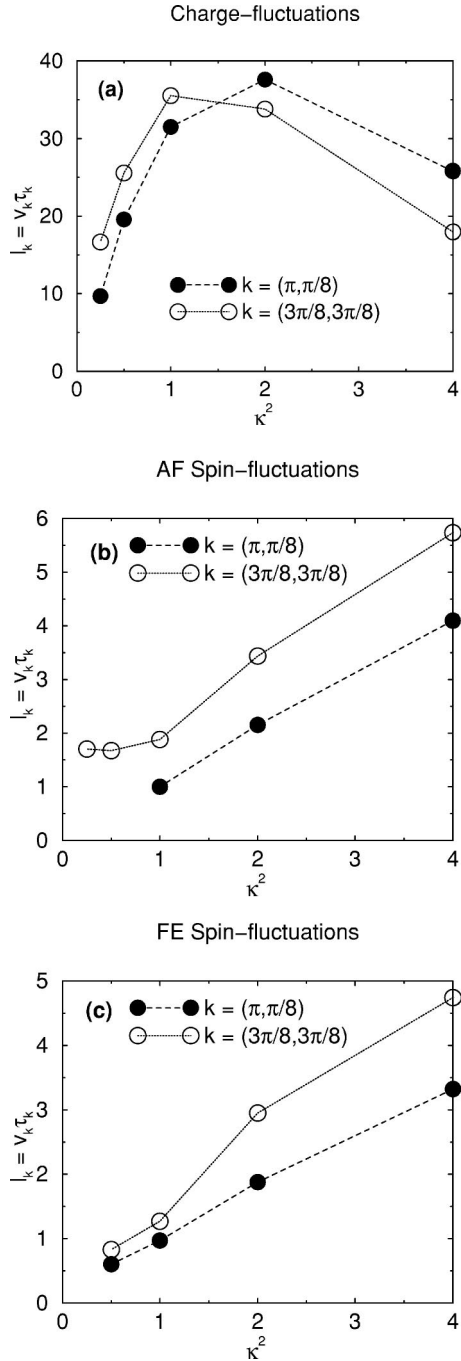 Charge−fluctuations
40
(a)
30
20
l_k = v_k τ_k
k = (π,π/8)
10
k = (3π/8,3π/8)
0
0 1 2 3 4
κ^2
AF Spin−fluctuations
6
(b)
k = (π,π/8)
5
k = (3π/8,3π/8)
4
l_k = v_k τ_k
3
2
1
0
0 1 2 3 4
κ^2
FE Spin−fluctuations
5
(c)
k = (π,π/8)
k = (3π/8,3π/8)
4
3
l_k = v_k τ_k
2
1
0
0 1 2 3 4
κ^2